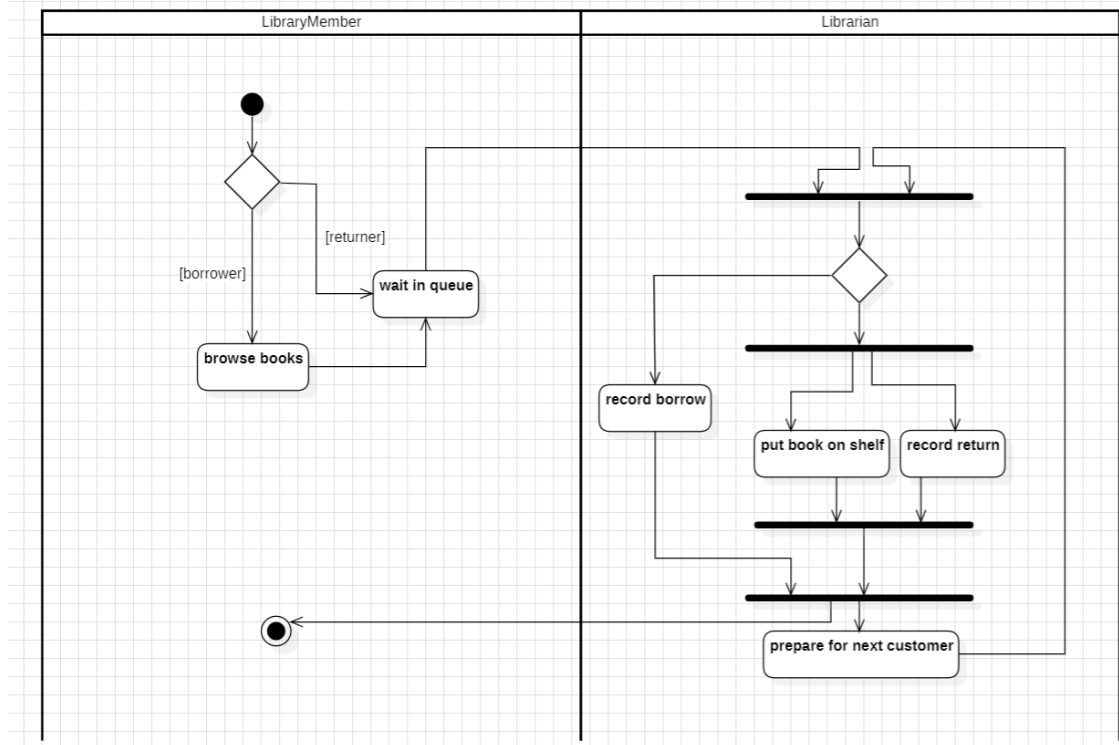 LibraryMember
Librarian
[returner]
[borrower]
wait in queue
browse books
record borrow
put book on shelf
record return
prepare for next customer